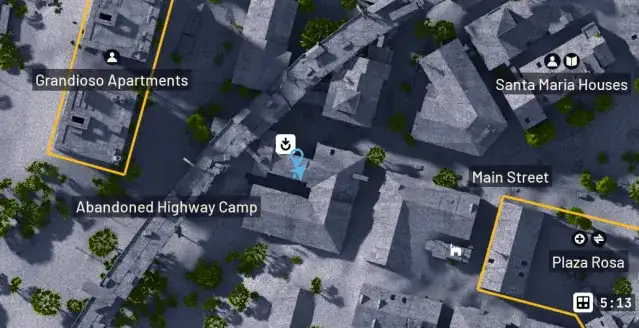 Grandioso Apartments
Santa Maria Houses
Main Street
Abandoned Highway Camp
Plaza Rosa
5:13